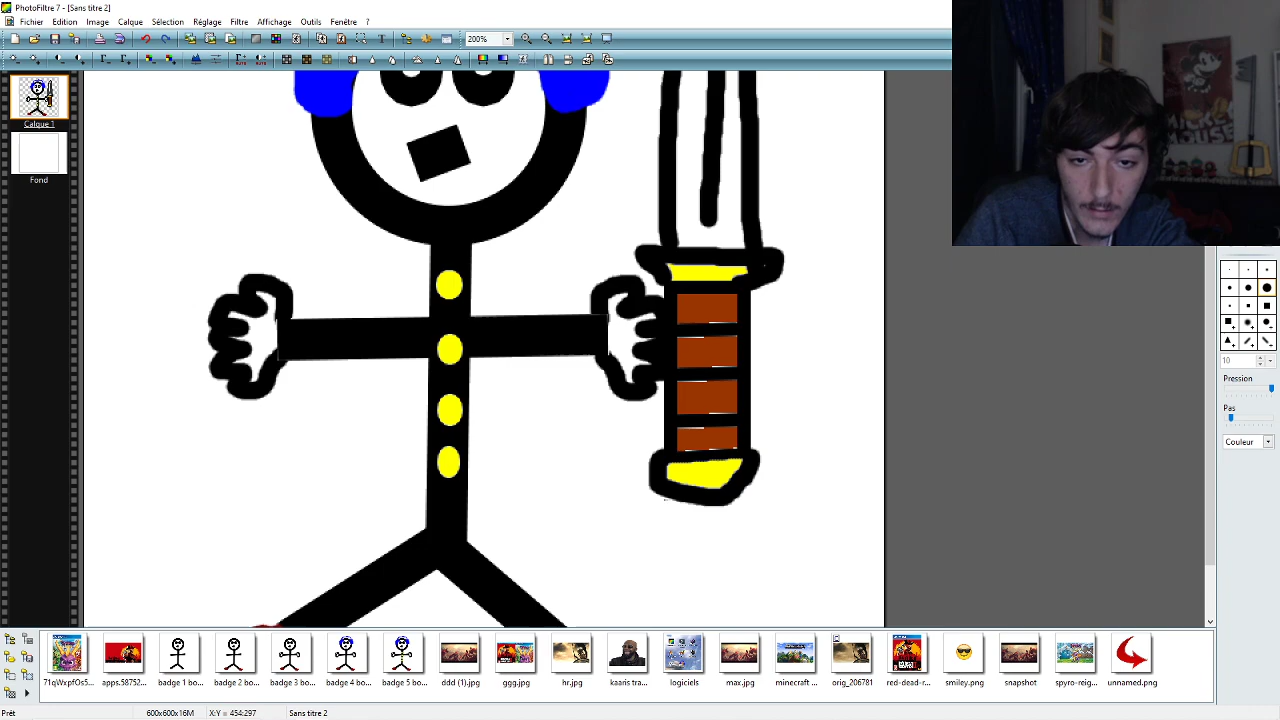 PhotoFiltre 7 - [Sans titre 2]
Fichier Edition Image Calque Sélection Réglage Filtre Affichage Outils Fenêtre ?
200%
MICKEY MOUSE
Calque 1
Fond
10
Pression
Pas
Couleur
71qWxpfOs5... apps.58752... badge 1 bo... badge 2 bo... badge 3 bo... badge 4 bo... badge 5 bo... ddd (1).jpg ggg.jpg hr.jpg kaaris tra... logiciels max.jpg minecraft ... orig_206781 red-dead-r... smiley.png snapshot spyro-reig... unnamed.png
Prêt 600x600x16M X:Y = 454:297 Sans titre 2